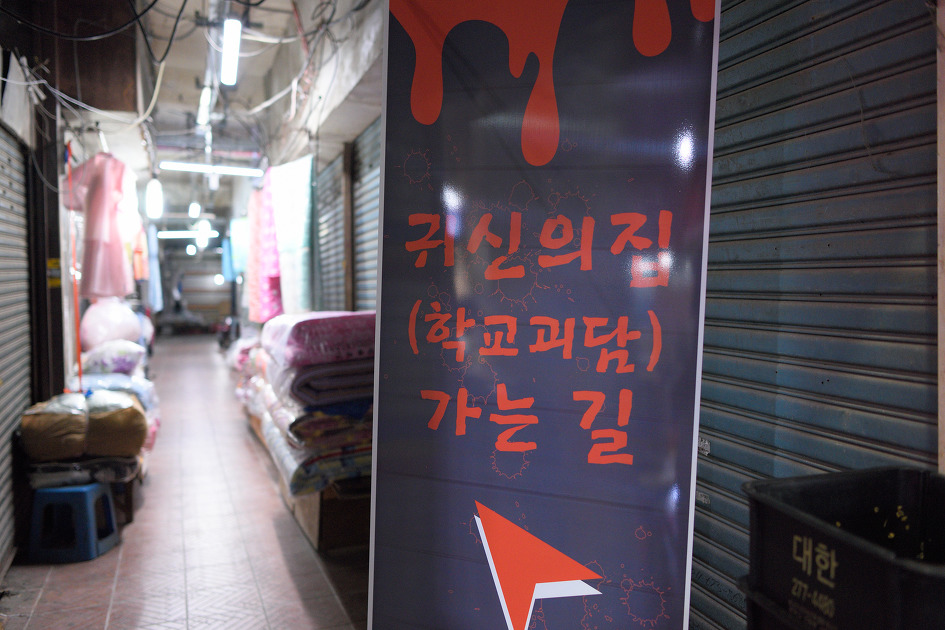 귀신의집
(학교괴담)
가는 길
대한
277-4480